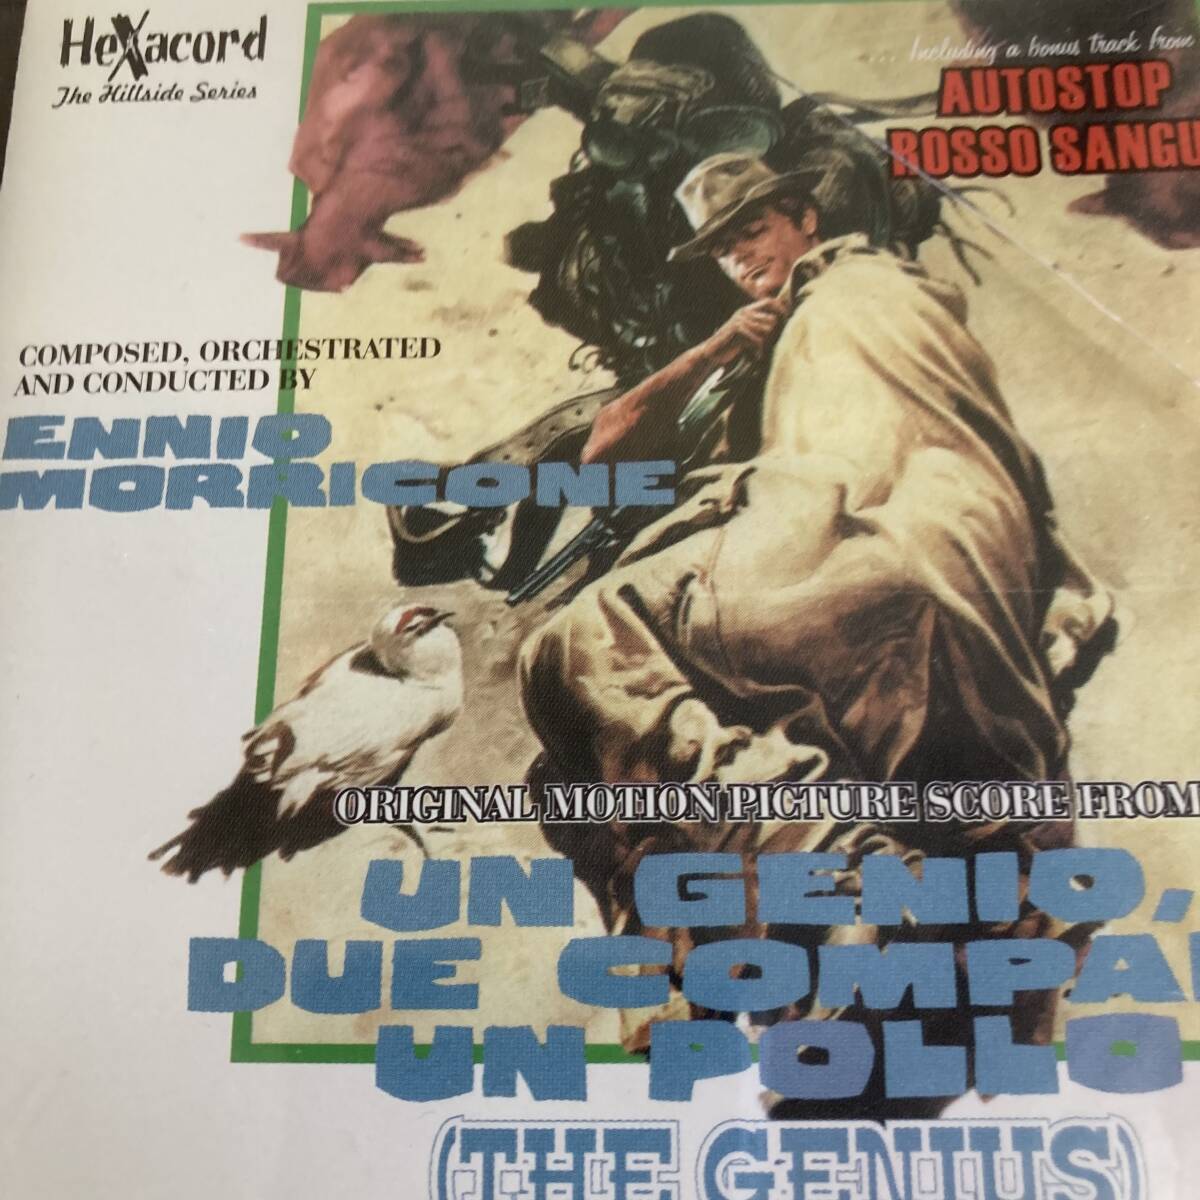 HeXacord
The Hillside Series
... Including a bonus track from
AUTOSTOP
ROSSO SANGU
COMPOSED, ORCHESTRATED
AND CONDUCTED BY
ENNIO
MORRICONE
ORIGINAL MOTION PICTURE SCORE FROM
UN GENIO,
DUE COMPA
UN POLLO
(THE GENIUS)